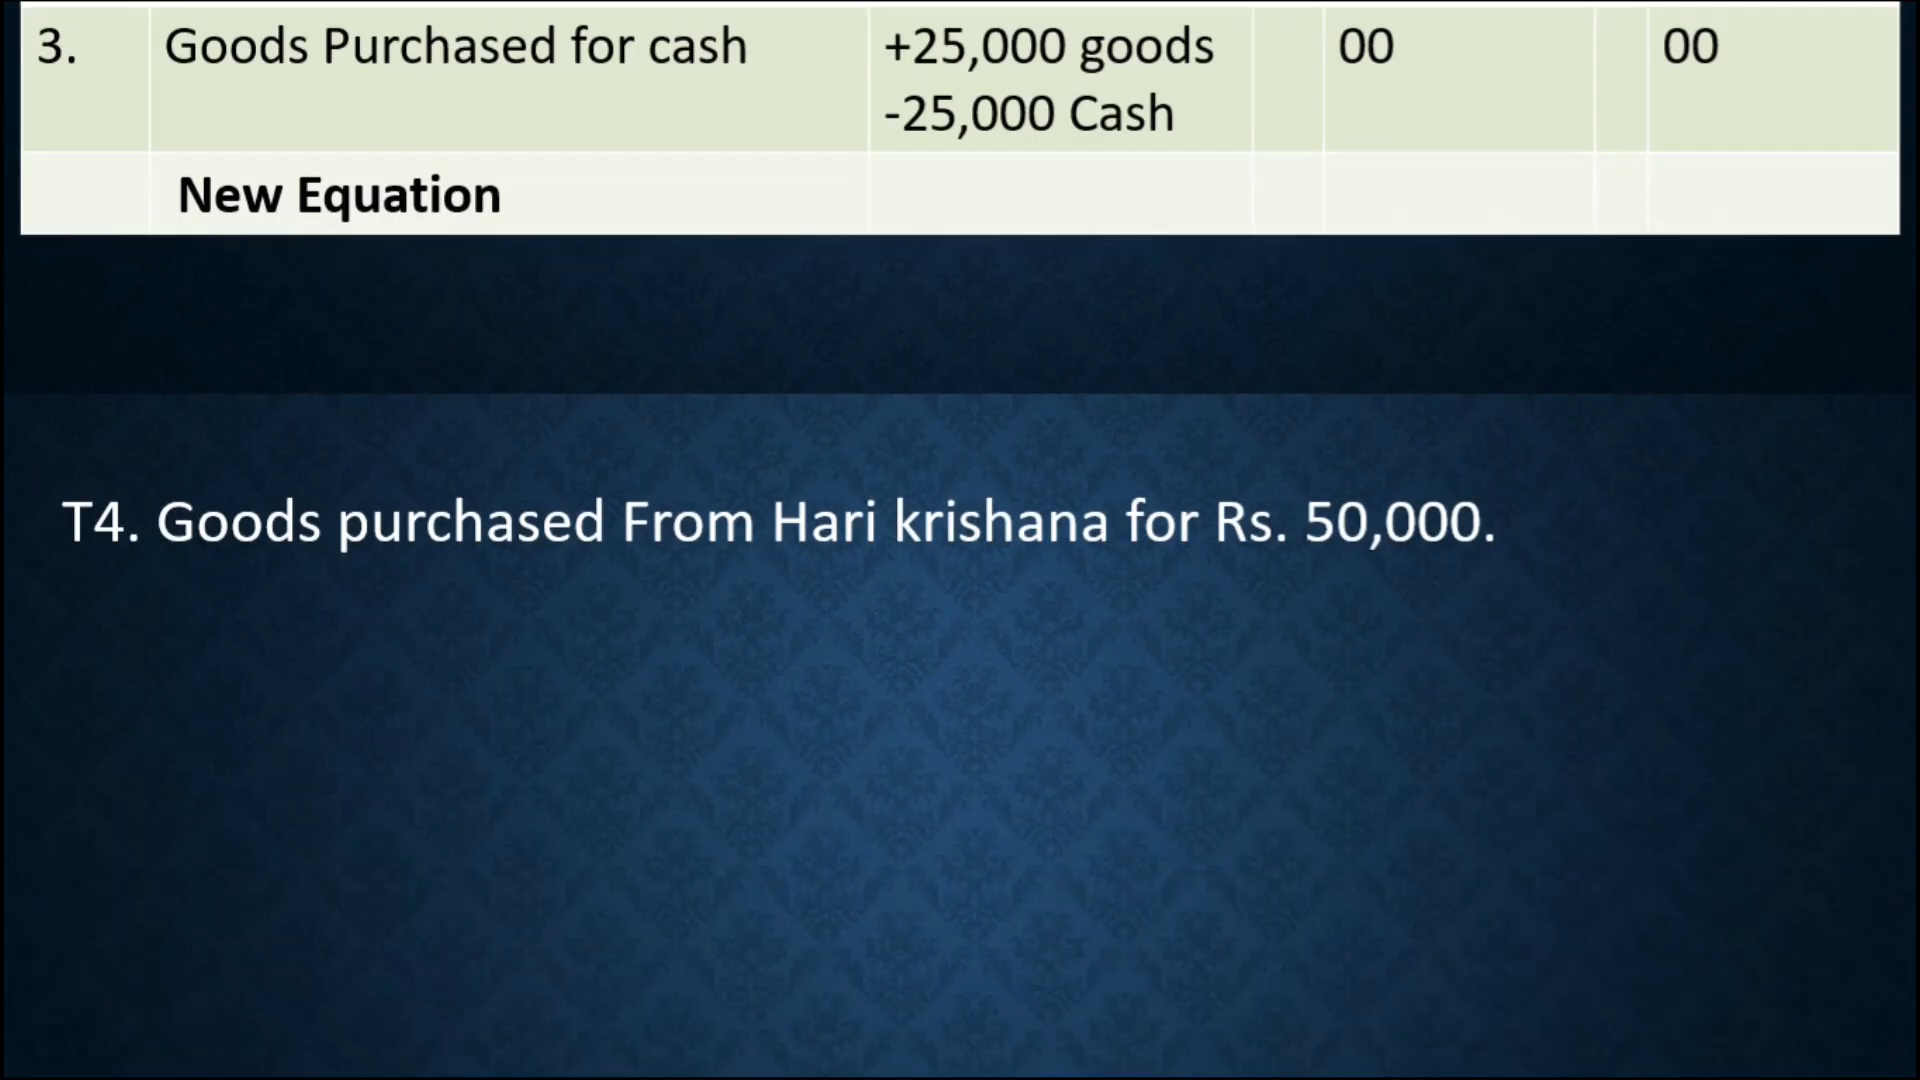 3. Goods Purchased for cash +25,000 goods 00 00
-25,000 Cash
New Equation
T4. Goods purchased From Hari krishana for Rs. 50,000.